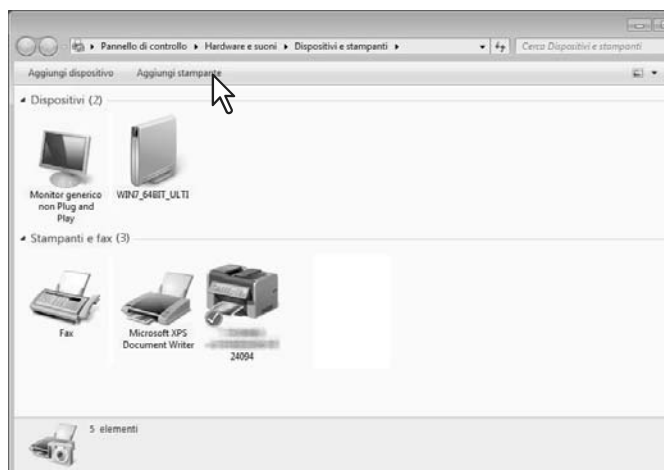 Pannello di controllo Hardware e suoni Dispositivi e stampanti Cerca Dispositivi e stampanti
Aggiungi dispositivo Aggiungi stampante
Dispositivi (2)
Monitor generico WIN7_64BIT_ULTI
non Plug and
Play
Stampanti e fax (3)
Fax Microsoft XPS
Document Writer
24094
5 elementi